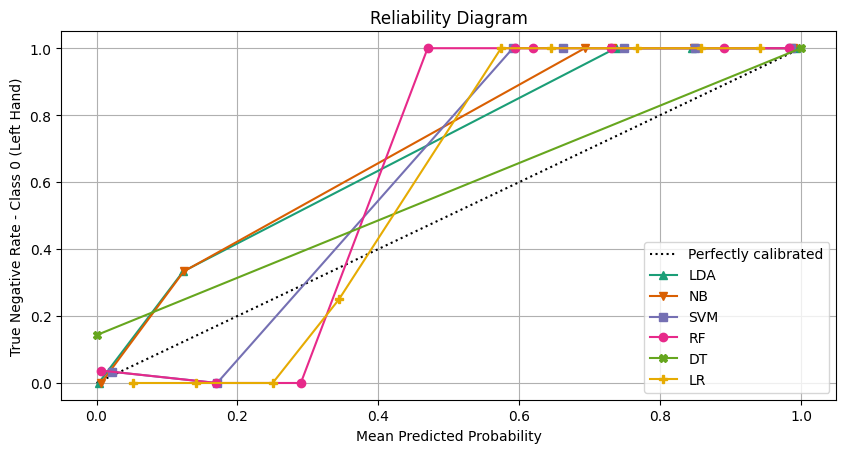 Reliability Diagram
True Negative Rate - Class 0 (Left Hand)
1.0
0.8
0.6
0.4
0.2
0.0
0.0 0.2 0.4 0.6 0.8 1.0
Mean Predicted Probability
Perfectly calibrated
LDA
NB
SVM
RF
DT
LR